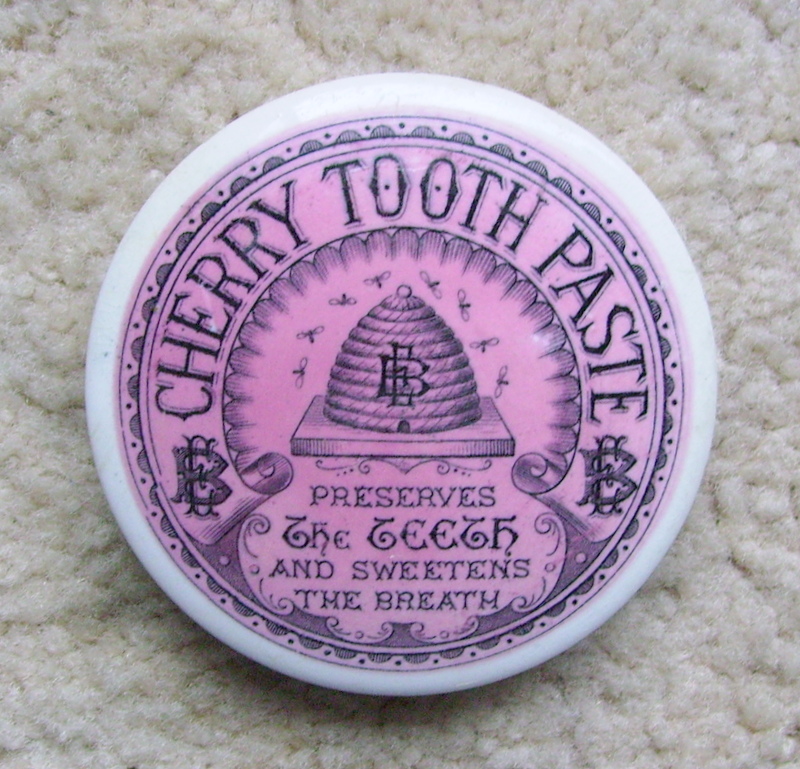 CHERRY TOOTH PASTE
PRESERVES
The TEETH
AND SWEETENS
THE BREATH